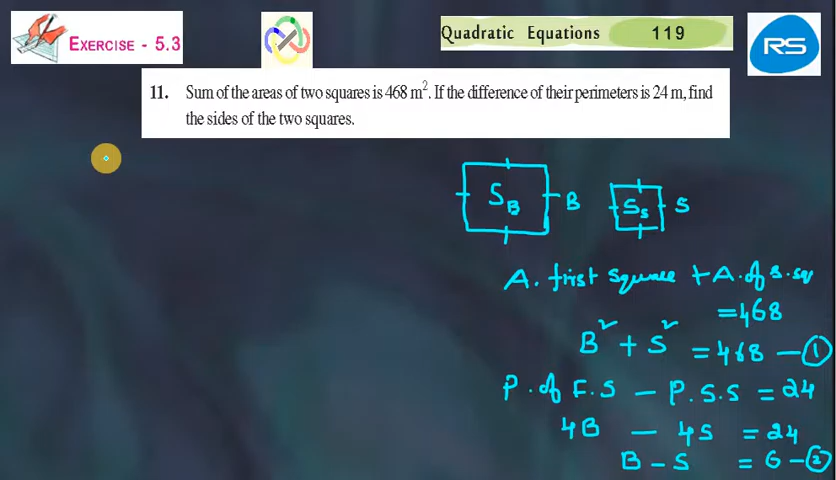 EXERCISE - 5.3
Quadratic Equations 119
RS
11. Sum of the areas of two squares is 468 m². If the difference of their perimeters is 24 m, find
the sides of the two squares.
S_B B S_S S
A. frist square + A. of s. sq
= 468
B² + S² = 468 — ①
P. of F.S — P.S.S = 24
4B — 4S = 24
B — S = 6 — ②